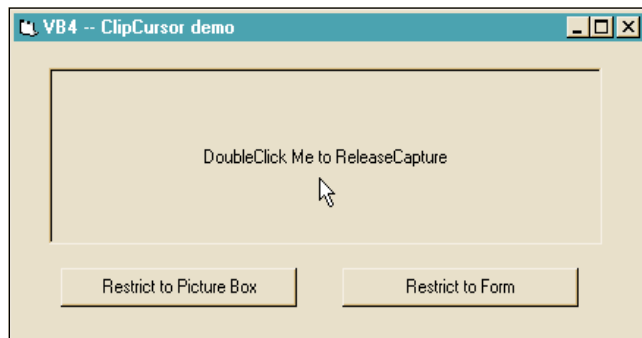 VB4 -- ClipCursor demo
DoubleClick Me to ReleaseCapture
Restrict to Picture Box
Restrict to Form